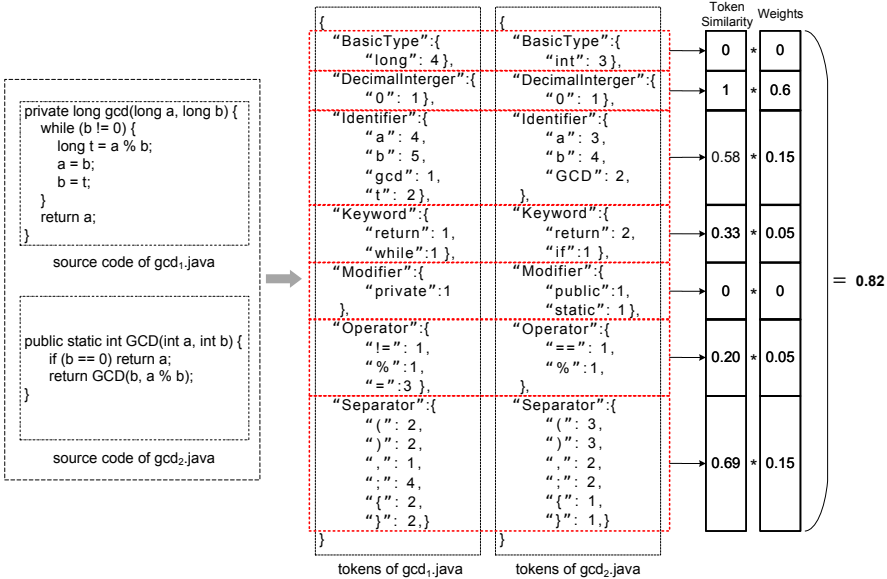 private long gcd(long a, long b) {
while (b != 0) {
long t = a % b;
a = b;
b = t;
}
return a;
}
source code of gcd1.java
public static int GCD(int a, int b) {
if (b == 0) return a;
return GCD(b, a % b);
}
source code of gcd2.java
{
“BasicType”:{
“long”: 4},
“DecimalInterger”:{
“0”: 1},
“Identifier”:{
“a”: 4,
“b”: 5,
“gcd”: 1,
“t”: 2},
“Keyword”:{
“return”: 1,
“while”:1 },
“Modifier”:{
“private”:1
},
“Operator”:{
“!=”: 1,
“%”:1,
“=”:3 },
“Separator”:{
“(”: 2,
“)”: 2,
“,”: 1,
“;”: 4,
“{”: 2,
“}”: 2,}
}
tokens of gcd1.java
{
“BasicType”:{
“int”: 3},
“DecimalInterger”:{
“0”: 1},
“Identifier”:{
“a”: 3,
“b”: 4,
“GCD”: 2,
},
“Keyword”:{
“return”: 2,
“if”:1 },
“Modifier”:{
“public”:1,
“static”: 1},
“Operator”:{
“==”: 1,
“%”:1,
},
“Separator”:{
“(”: 3,
“)”: 3,
“,”: 2,
“;”: 2,
“{”: 1,
“}”: 1,}
}
tokens of gcd2.java
Token
Similarity
Weights
0 * 0
1 * 0.6
0.58 * 0.15
0.33 * 0.05
0 * 0
0.20 * 0.05
0.69 * 0.15
= 0.82